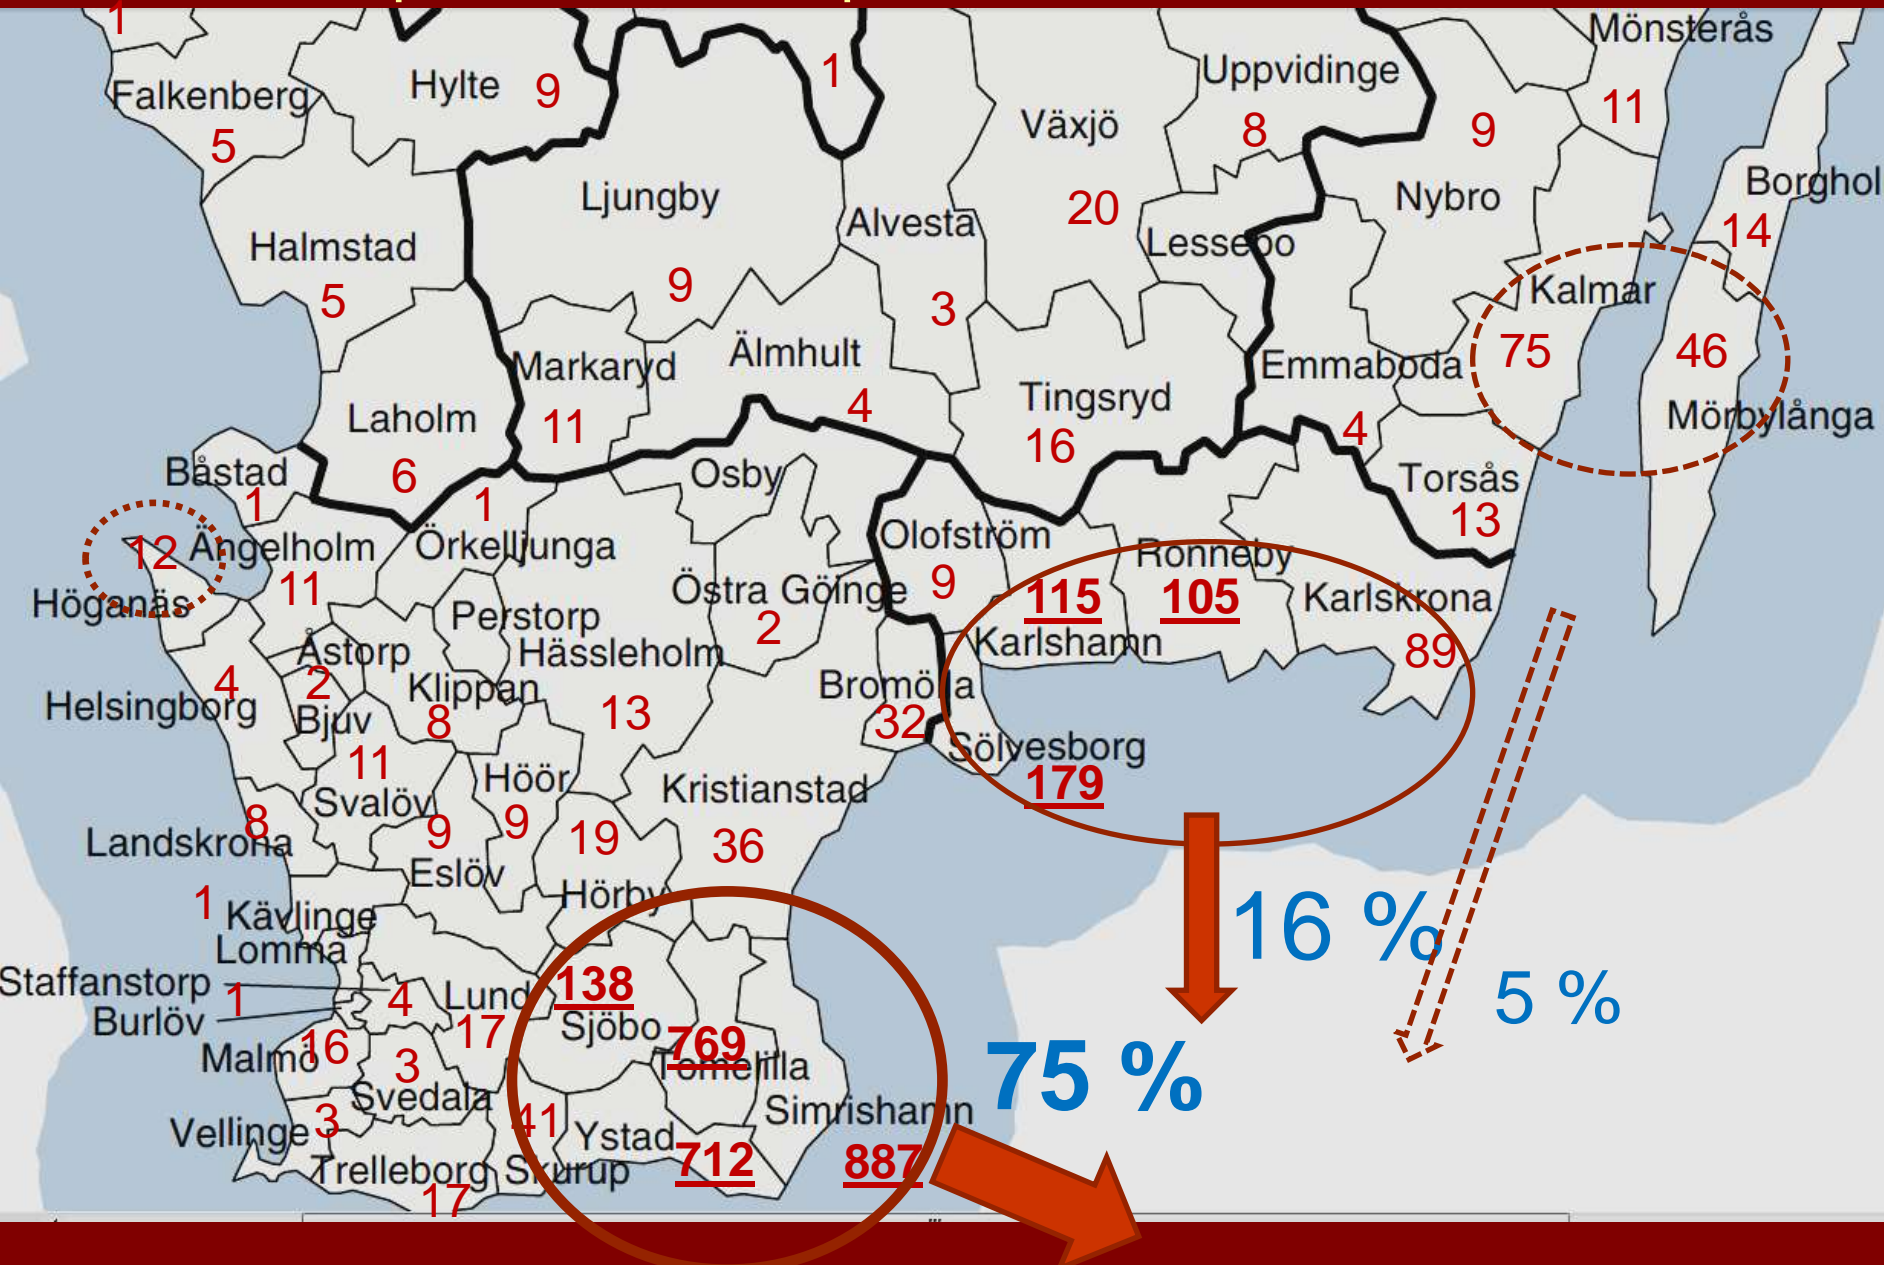 1
Mönsterås
Falkenberg
Hylte
9
1
Uppvidinge
11
5
Växjö
8
9
Ljungby
20
Nybro
Borghol
Halmstad
Alvesta
Lessebo
14
5
9
3
Kalmar
Markaryd
Älmhult
Emmaboda
75
46
Laholm
11
4
Tingsryd
16
4
Mörbylånga
Båstad
6
Osby
Torsås
1
1
13
12
Ängelholm
Örkelljunga
Olofström
Ronneby
Höganäs
11
Östra Göinge
9
115
105
Karlskrona
Perstorp
2
Karlshamn
89
Åstorp
Hässleholm
4
2
Klippan
Bromölla
Helsingborg
Bjuv
8
13
32
Sölvesborg
11
Höör
Kristianstad
179
8
Svalöv
9
9
19
36
Landskrona
Eslöv
Hörby
1
Kävlinge
16 %
Lomma
Staffanstorp
1
4
Lund
138
5 %
Burlöv
17
Sjöbo
769
Malmö
16
3
Tomelilla
75 %
Svedala
Simrishamn
Vellinge
3
41
Ystad
712
887
Trelleborg
Skurup
17